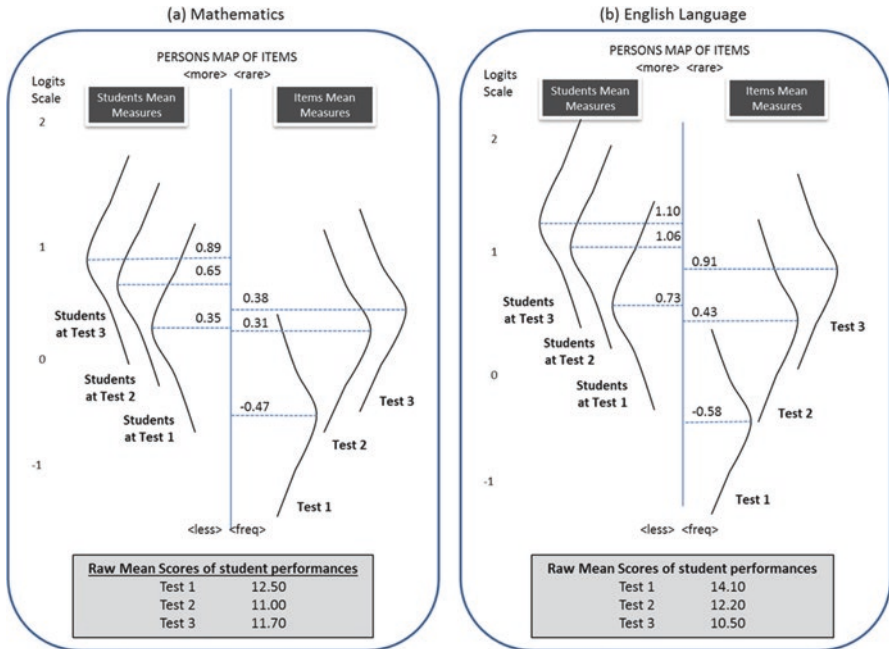 (a) Mathematics
PERSONS MAP OF ITEMS
<more> <rare>
Logits
Scale
Students Mean
Measures
Items Mean
Measures
2
1
0
-1
0.89
0.65
0.35
0.38
0.31
-0.47
Students
at Test 3
Students
at Test 2
Students
at Test 1
Test 3
Test 2
Test 1
<less> <freq>
Raw Mean Scores of student performances
Test 1 12.50
Test 2 11.00
Test 3 11.70
(b) English Language
PERSONS MAP OF ITEMS
<more> <rare>
Logits
Scale
Students Mean
Measures
Items Mean
Measures
2
1
0
-1
1.10
1.06
0.73
0.91
0.43
-0.58
Students
at Test 3
Students
at Test 2
Students
at Test 1
Test 3
Test 2
Test 1
<less> <freq>
Raw Mean Scores of student performances
Test 1 14.10
Test 2 12.20
Test 3 10.50